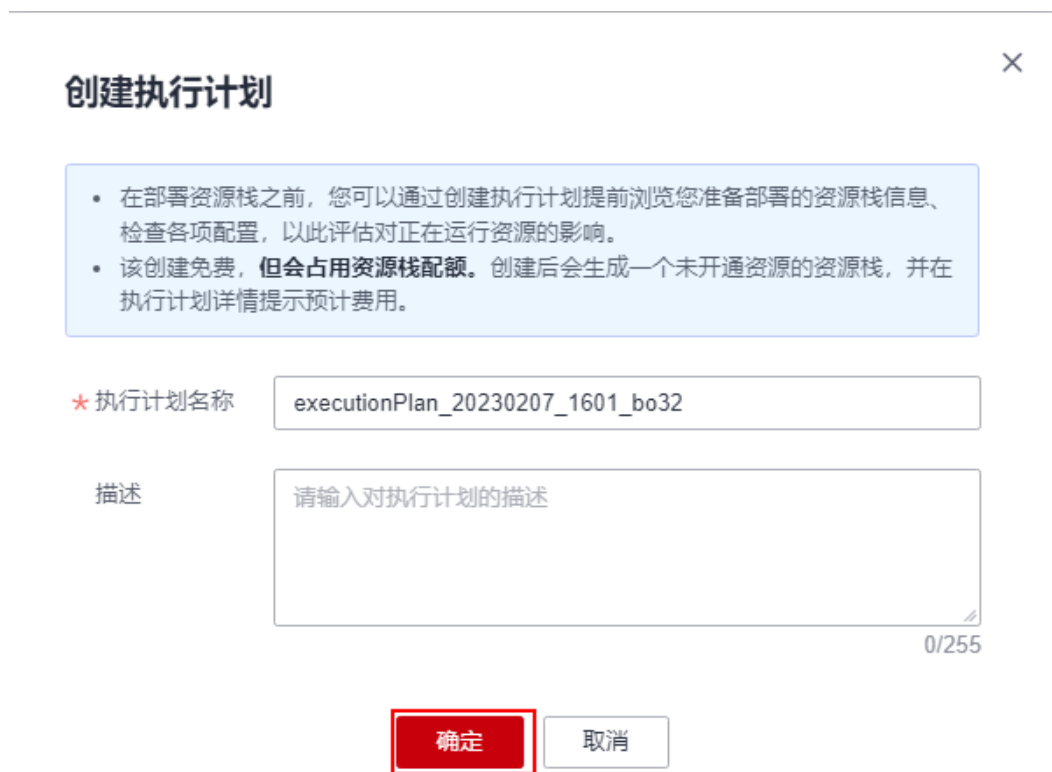 创建执行计划
• 在部署资源栈之前，您可以通过创建执行计划提前浏览您准备部署的资源栈信息、
检查各项配置，以此评估对正在运行资源的影响。
• 该创建免费，但会占用资源栈配额。创建后会生成一个未开通资源的资源栈，并在
执行计划详情提示预计费用。
★ 执行计划名称
executionPlan_20230207_1601_bo32
描述
请输入对执行计划的描述
0/255
确定
取消